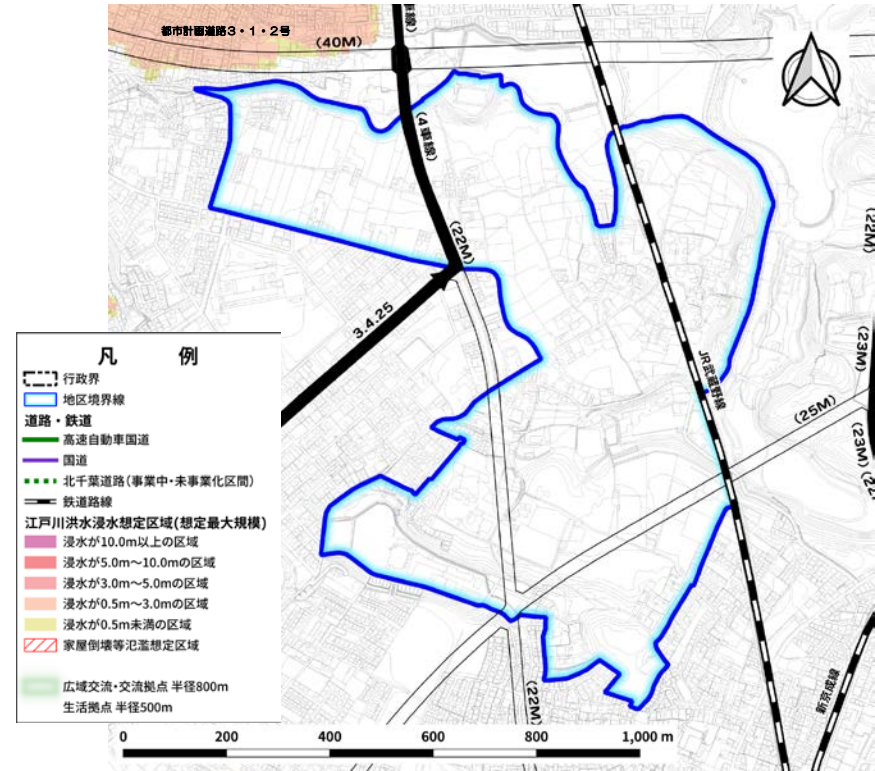 都市計画道路3・1・2号
(40M)
車線)
(4車線)
(22M)
(22M)
3.4.25
JR武蔵野線
(23M)
(25M)
(23M)
(22M)
新京成線
凡 例
行政界
地区境界線
道路・鉄道
高速自動車国道
国道
北千葉道路(事業中・未事業化区間)
鉄道路線
江戸川洪水浸水想定区域(想定最大規模)
浸水が10.0m以上の区域
浸水が5.0m～10.0mの区域
浸水が3.0m～5.0mの区域
浸水が0.5m～3.0mの区域
浸水が0.5m未満の区域
家屋倒壊等氾濫想定区域
広域交流・交流拠点 半径800m
生活拠点 半径500m
0 200 400 600 800 1,000 m